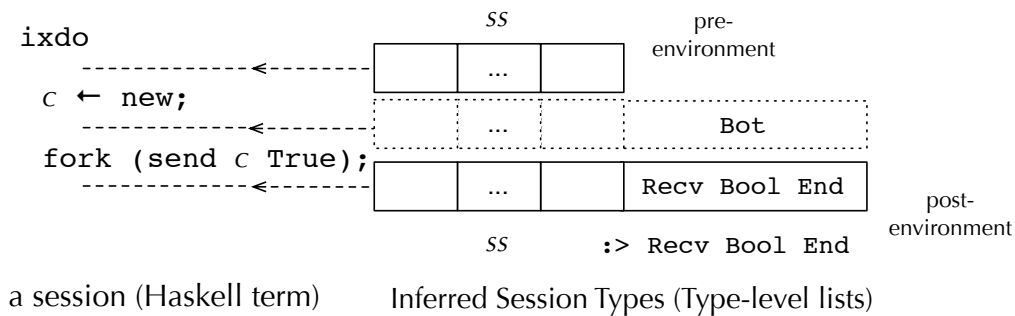 ss
pre-
environment
ixdo
...
c ← new;
... Bot
fork (send c True);
... Recv Bool End
post-
environment
ss :> Recv Bool End
a session (Haskell term) Inferred Session Types (Type-level lists)